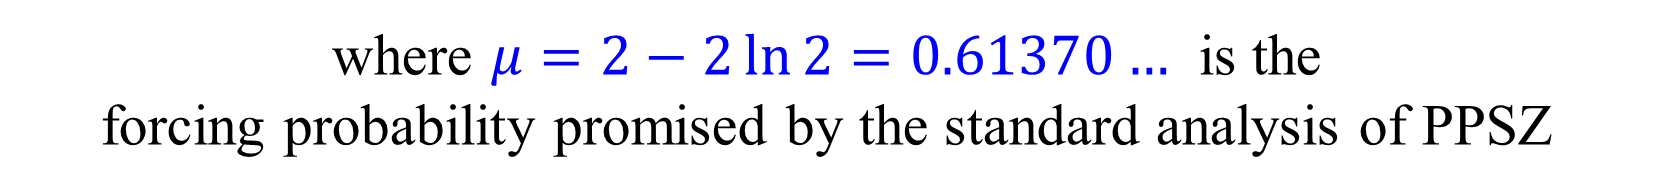 where μ = 2 − 2 ln 2 = 0.61370 ... is the
forcing probability promised by the standard analysis of PPSZ